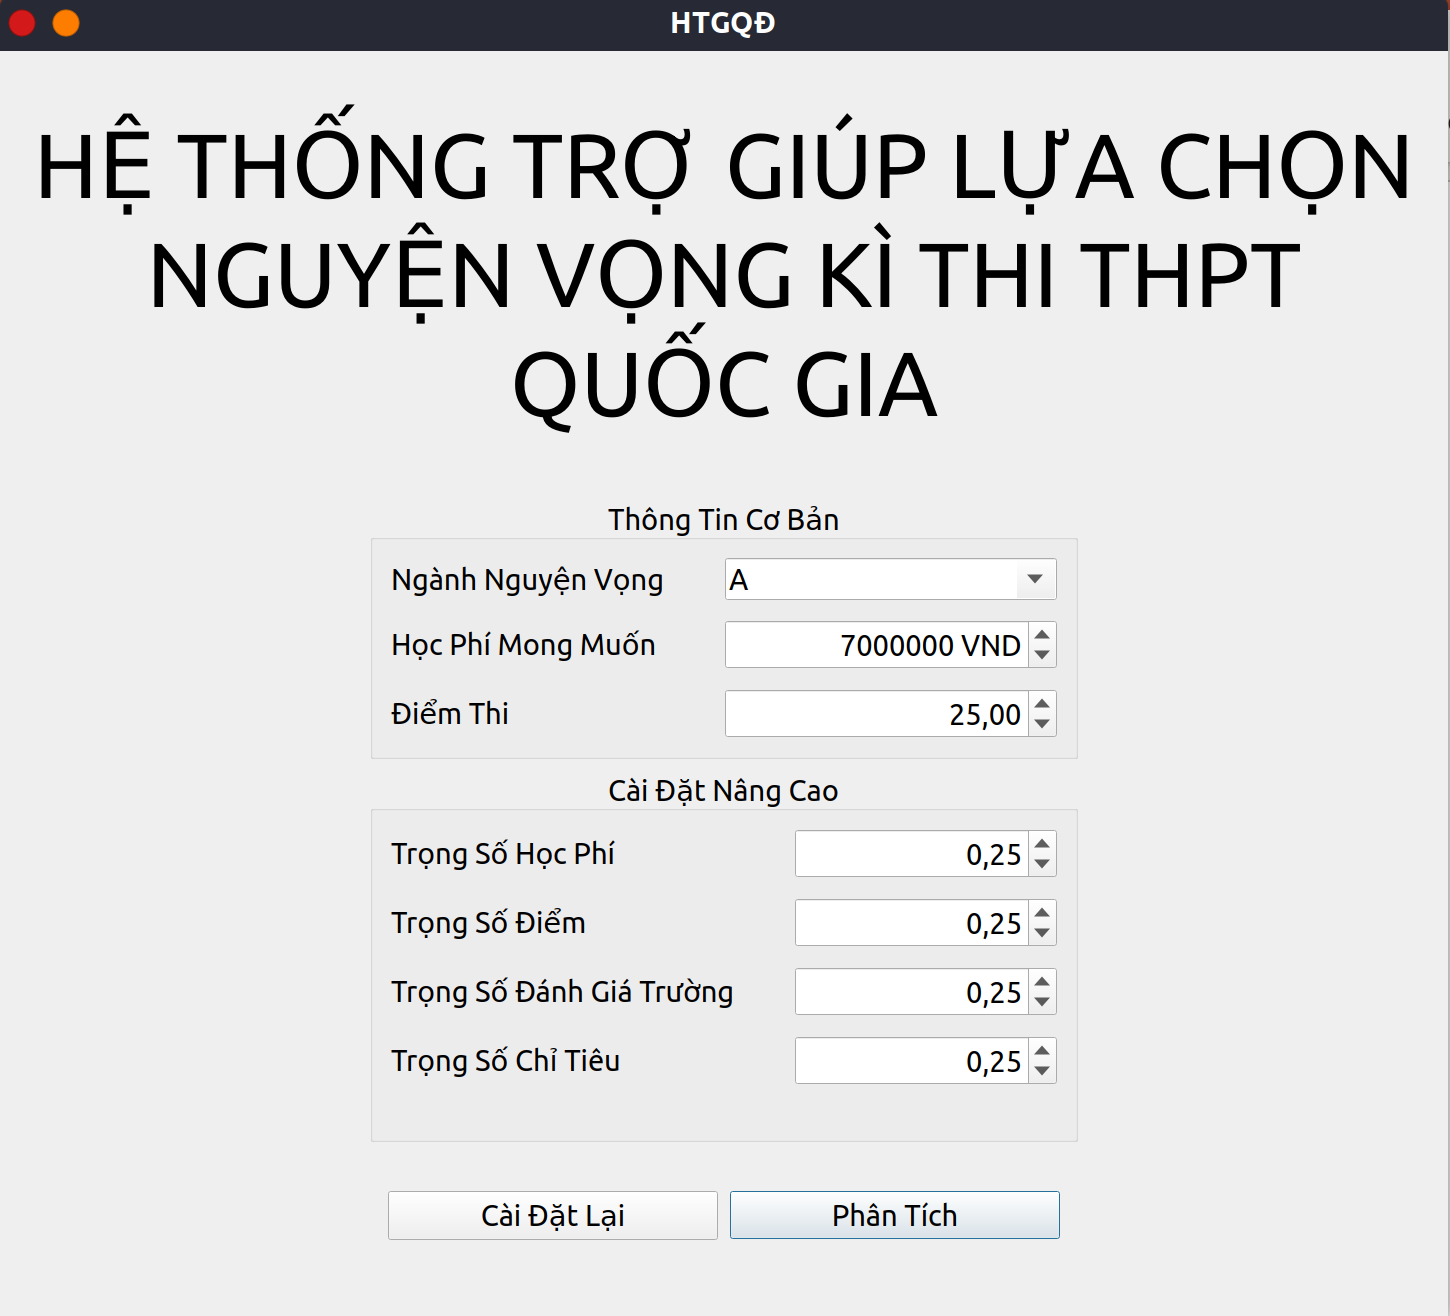 HTGQĐ
HỆ THỐNG TRỢ GIÚP LỰA CHỌN
NGUYỆN VỌNG KÌ THI THPT
QUỐC GIA
Thông Tin Cơ Bản
Ngành Nguyện Vọng A
Học Phí Mong Muốn 7000000 VND
Điểm Thi 25,00
Cài Đặt Nâng Cao
Trọng Số Học Phí 0,25
Trọng Số Điểm 0,25
Trọng Số Đánh Giá Trường 0,25
Trọng Số Chỉ Tiêu 0,25
Cài Đặt Lại Phân Tích